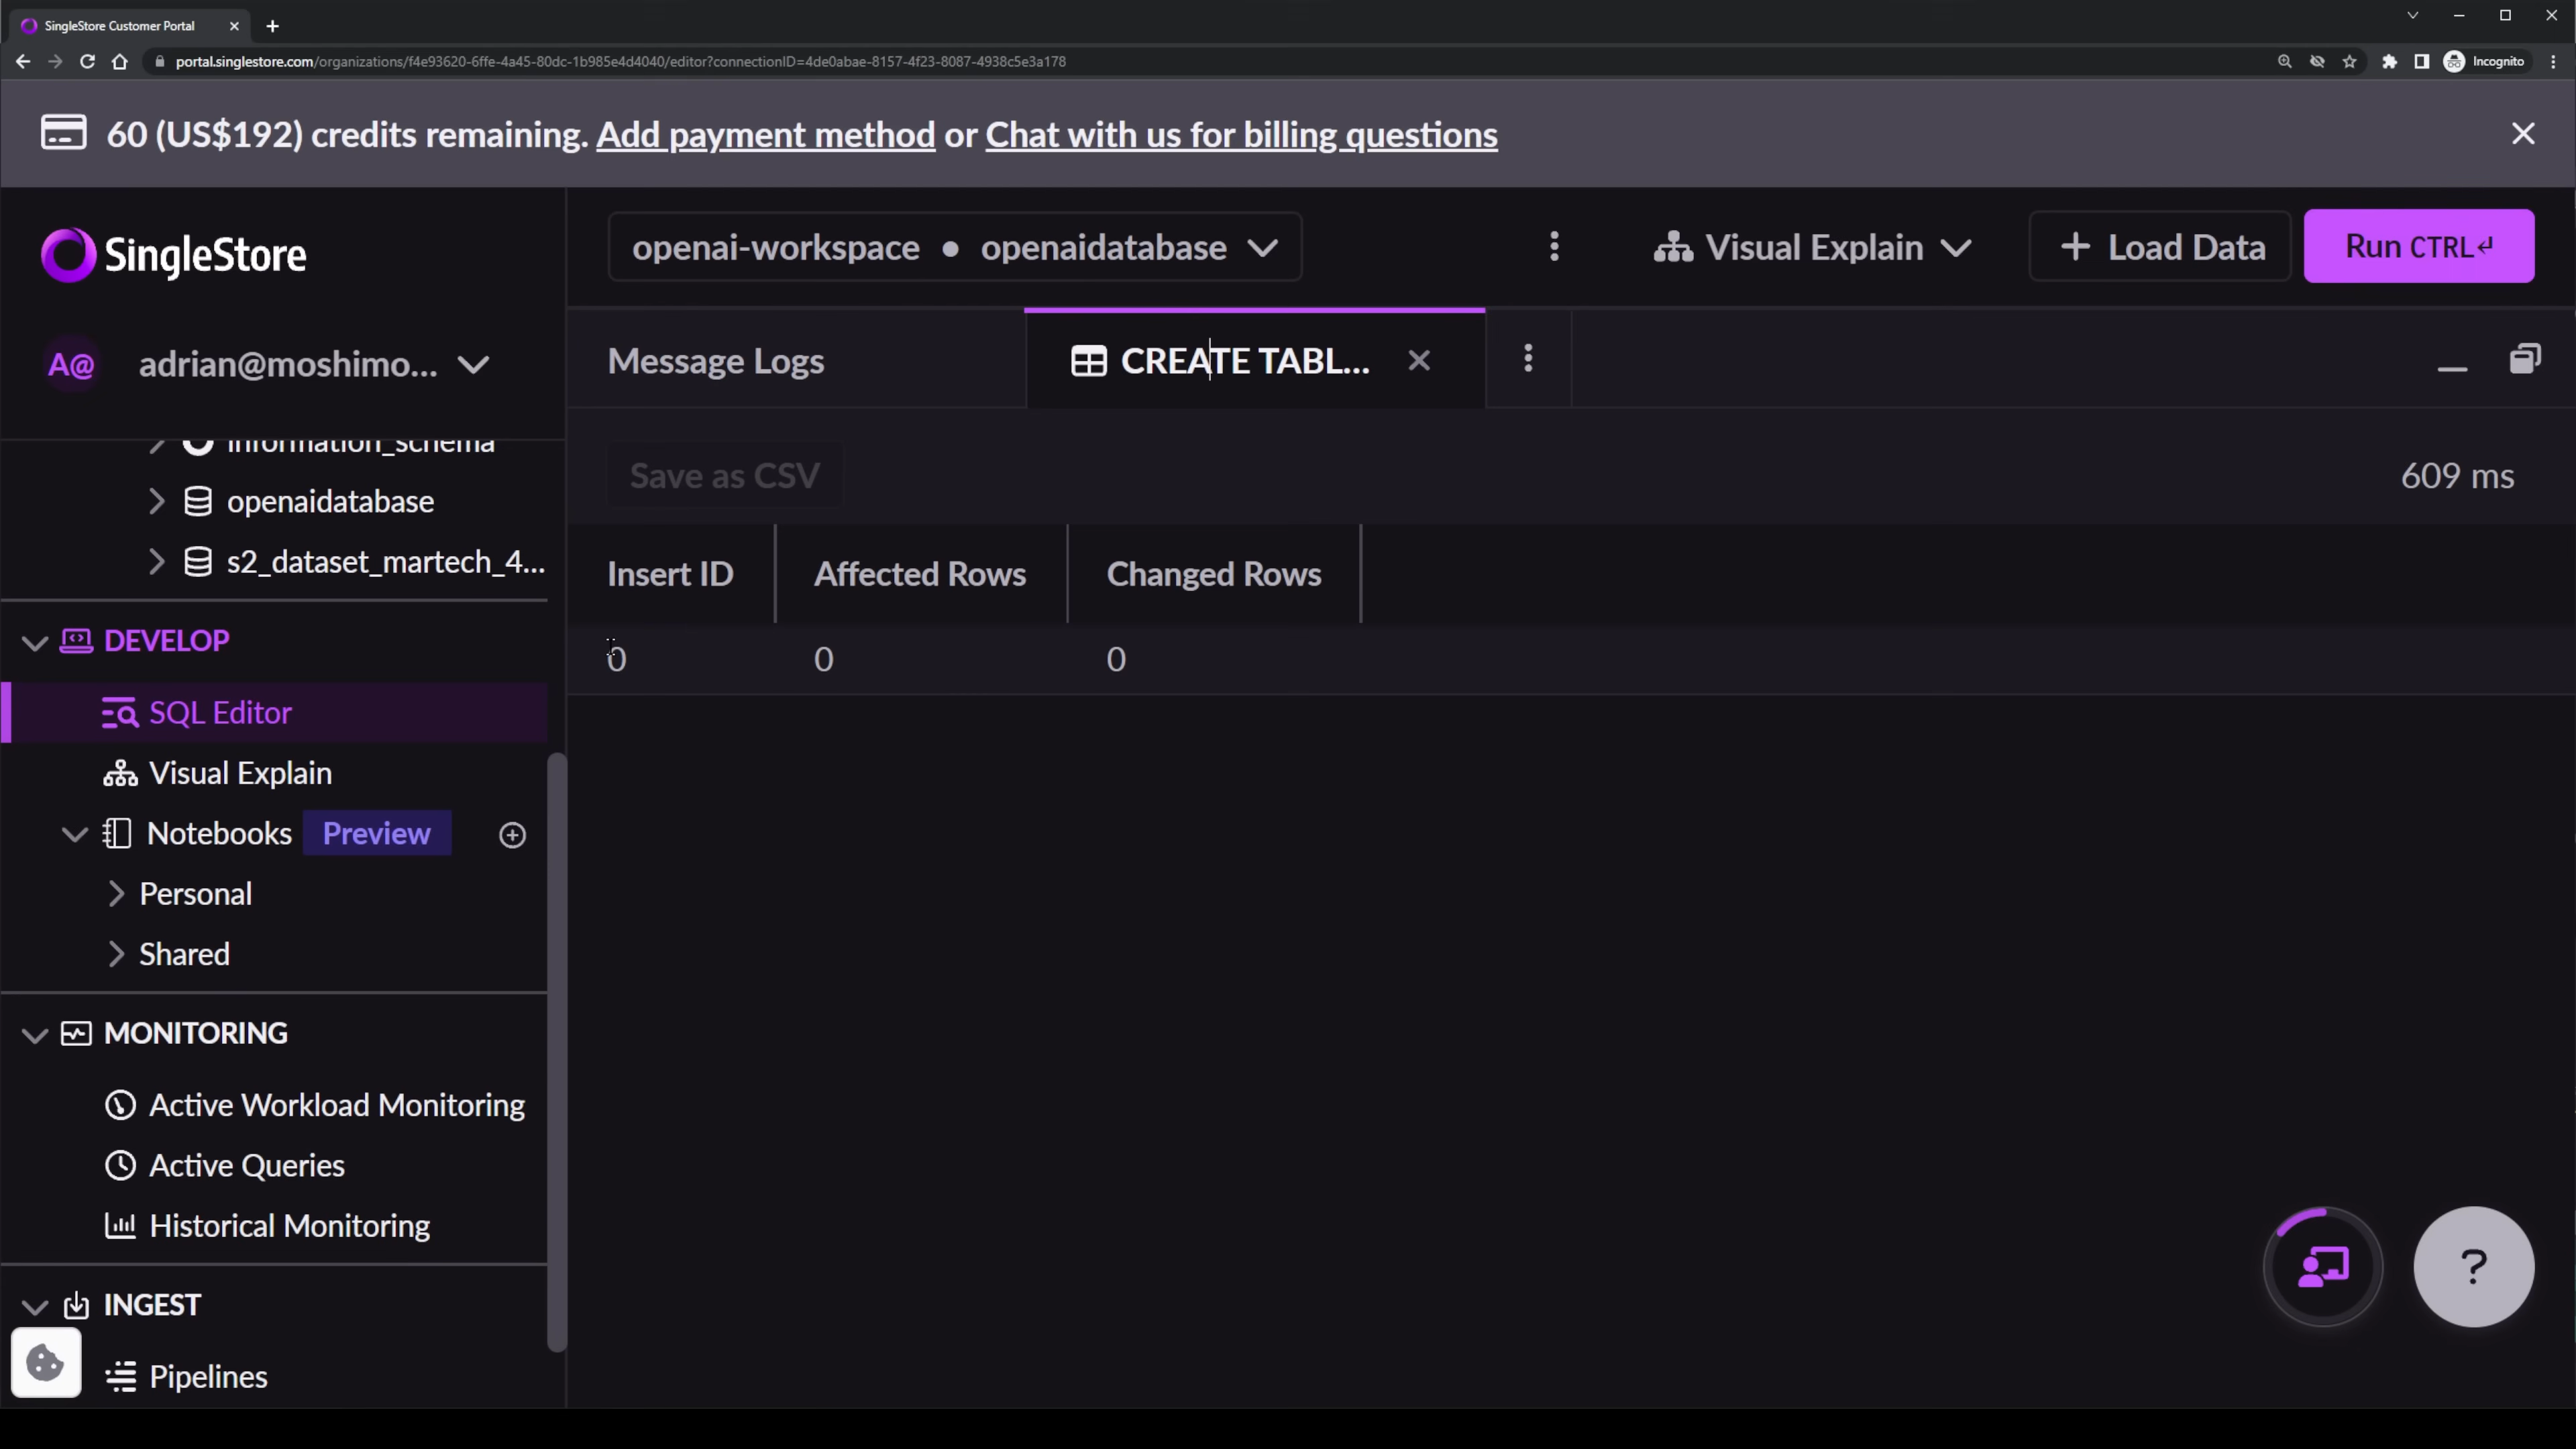 SingleStore Customer Portal
portal.singlestore.com/organizations/f4e93620-6ffe-4a45-80dc-1b985e4d4040/editor?connectionID=4de0abae-8157-4f23-8087-4938c5e3a178
Incognito
60 (US$192) credits remaining. Add payment method or Chat with us for billing questions
SingleStore
A@ adrian@moshimo...
information_schema
openaidatabase
s2_dataset_martech_4...
DEVELOP
SQL Editor
Visual Explain
Notebooks Preview
Personal
Shared
MONITORING
Active Workload Monitoring
Active Queries
Historical Monitoring
INGEST
Pipelines
openai-workspace • openaidatabase
Visual Explain
+ Load Data
Run CTRL↵
Message Logs
CREATE TABL...
Save as CSV
609 ms
Insert ID Affected Rows Changed Rows
0 0 0
?